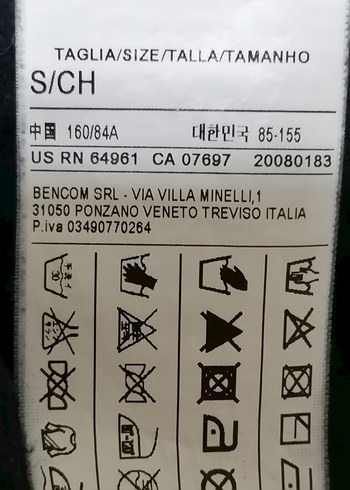 TAGLIA/SIZE/TALLA/TAMANHO
S/CH
中国 160/84A 대한민국 85-155
US RN 64961 CA 07697 20080183
BENCOM SRL - VIA VILLA MINELLI,1
31050 PONZANO VENETO TREVISO ITALIA
P.iva 03490770264